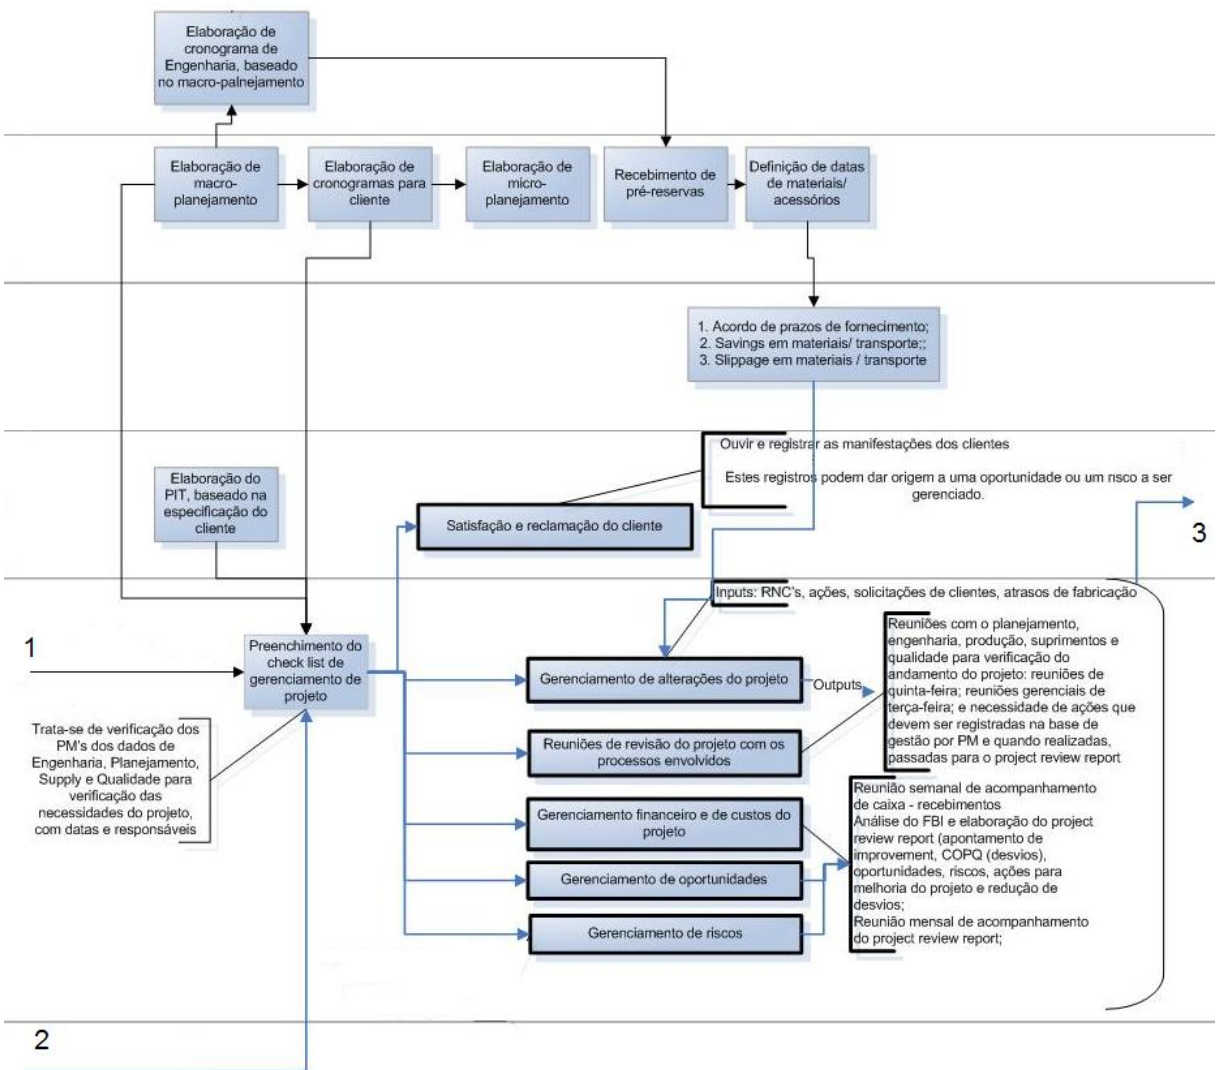 Elaboração de
cronograma de
Engenharia, baseado
no macro-palnejamento
Elaboração de
macro-
planejamento
Elaboração de
cronogramas para
cliente
Elaboração de
micro-
planejamento
Recebimento de
pré-reservas
Definição de datas
de materiais/
acessórios
1. Acordo de prazos de fornecimento;
2. Savings em materiais/ transporte;;
3. Slippage em materiais / transporte
Ouvir e registrar as manifestações dos clientes
Estes registros podem dar origem a uma oportunidade ou um risco a ser
gerenciado.
Elaboração do
PIT, baseado na
especificação do
cliente
Satisfação e reclamação do cliente
3
Inputs: RNC's, ações, solicitações de clientes, atrasos de fabricação
1
Preenchimento do
check list de
gerenciamento de
projeto
Gerenciamento de alterações do projeto
Outputs
Reuniões com o planejamento,
engenharia, produção, suprimentos e
qualidade para verificação do
andamento do projeto: reuniões de
quinta-feira; reuniões gerenciais de
terça-feira; e necessidade de ações que
devem ser registradas na base de
gestão por PM e quando realizadas,
passadas para o project review report
Trata-se de verificação dos
PM's dos dados de
Engenharia, Planejamento,
Supply e Qualidade para
verificação das
necessidades do projeto,
com datas e responsáveis
Reuniões de revisão do projeto com os
processos envolvidos
Gerenciamento financeiro e de custos do
projeto
Reunião semanal de acompanhamento
de caixa - recebimentos
Análise do FBI e elaboração do project
review report (apontamento de
improvement, COPQ (desvios),
oportunidades, riscos, ações para
melhoria do projeto e redução de
desvios;
Reunião mensal de acompanhamento
do project review report;
Gerenciamento de oportunidades
Gerenciamento de riscos
2